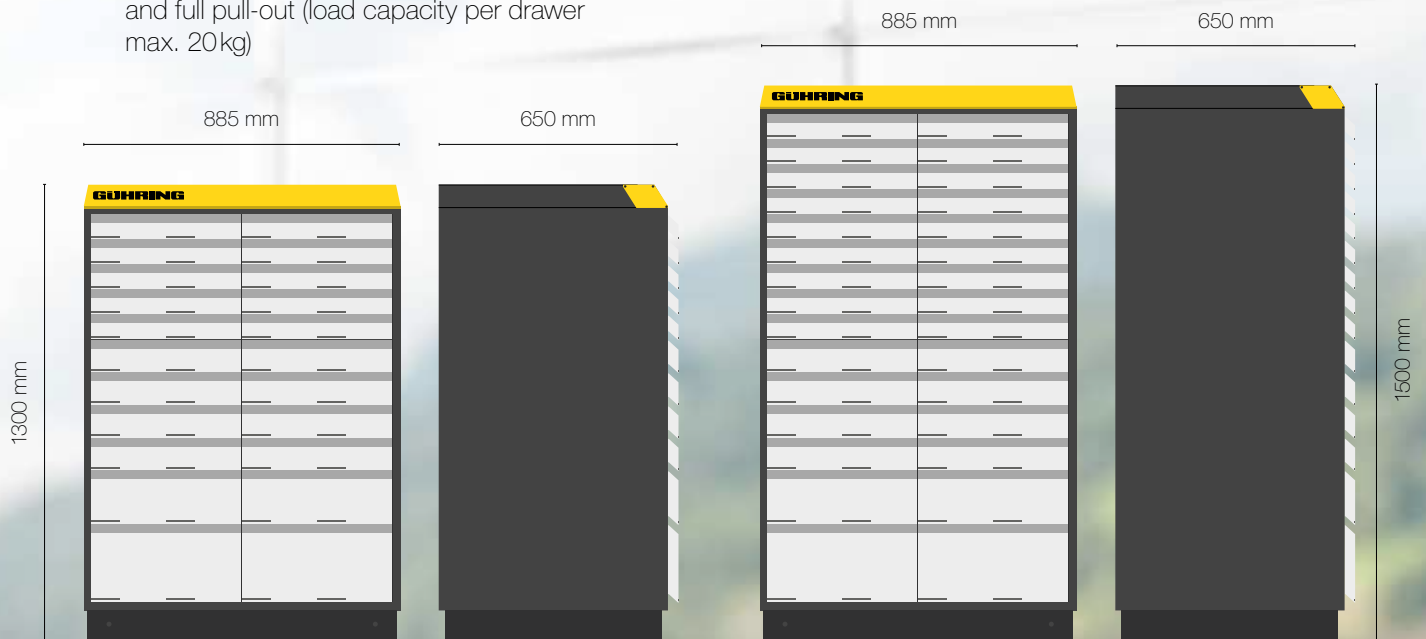 and full pull-out (load capacity per drawer
max. 20 kg)
885 mm
650 mm
885 mm
650 mm
GÜHRING
GÜHRING
1300 mm
1500 mm